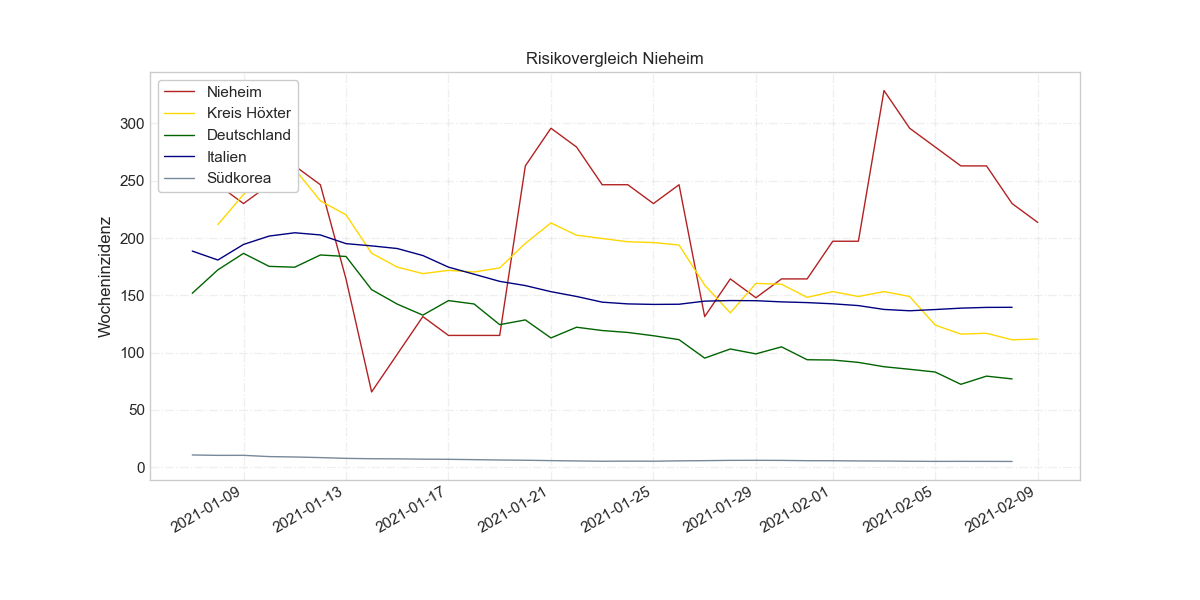 Risikovergleich Nieheim
Nieheim
Kreis Höxter
Deutschland
Italien
Südkorea
Wocheninzidenz
300
250
200
150
100
50
0
2021-01-09
2021-01-13
2021-01-17
2021-01-21
2021-01-25
2021-01-29
2021-02-01
2021-02-05
2021-02-09